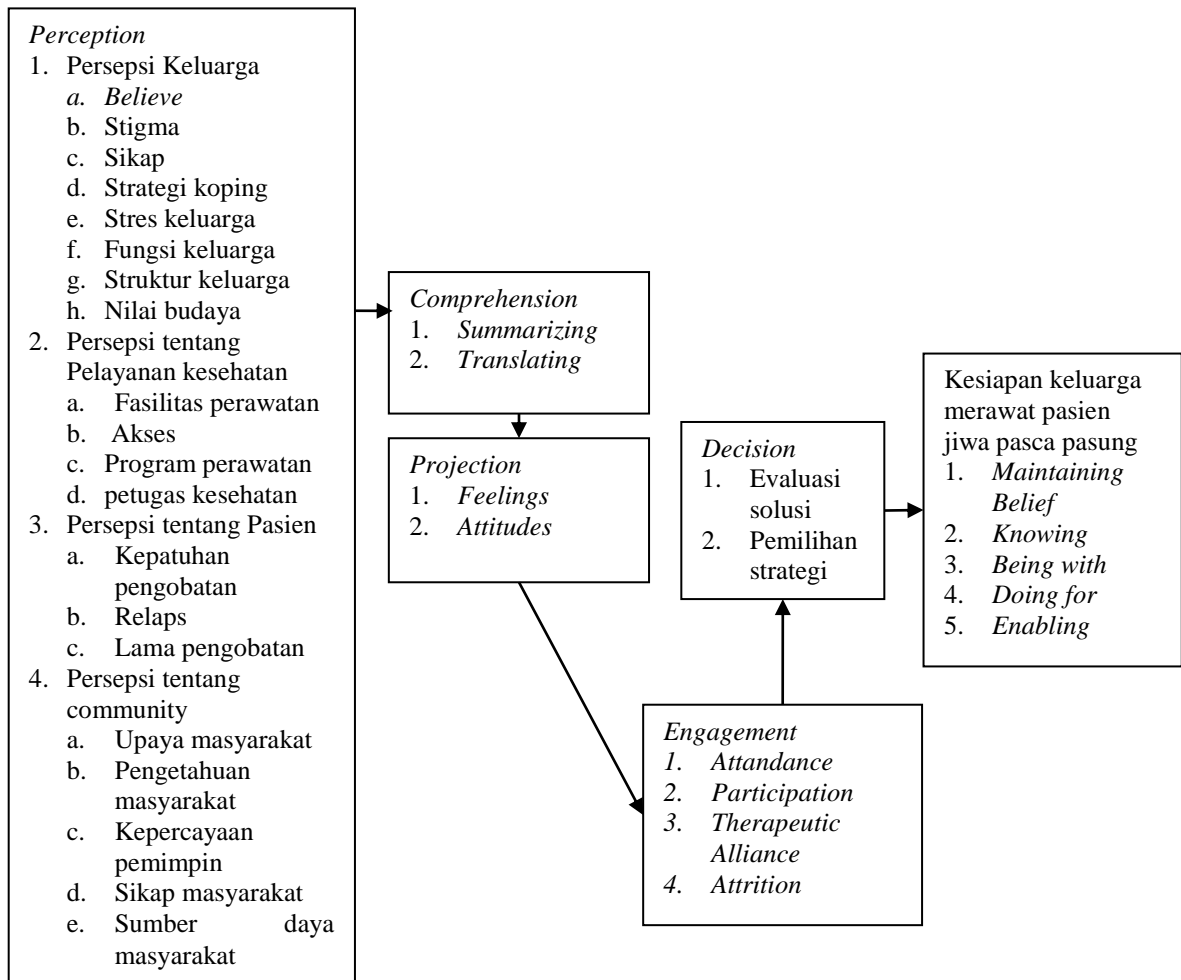 Perception
1. Persepsi Keluarga
a. Believe
b. Stigma
c. Sikap
d. Strategi koping
e. Stres keluarga
f. Fungsi keluarga
g. Struktur keluarga
h. Nilai budaya
2. Persepsi tentang
Pelayanan kesehatan
a. Fasilitas perawatan
b. Akses
c. Program perawatan
d. petugas kesehatan
3. Persepsi tentang Pasien
a. Kepatuhan
pengobatan
b. Relaps
c. Lama pengobatan
4. Persepsi tentang
community
a. Upaya masyarakat
b. Pengetahuan
masyarakat
c. Kepercayaan
pemimpin
d. Sikap masyarakat
e. Sumber daya
masyarakat
Comprehension
1. Summarizing
2. Translating
Projection
1. Feelings
2. Attitudes
Engagement
1. Attandance
2. Participation
3. Therapeutic
Alliance
4. Attrition
Decision
1. Evaluasi
solusi
2. Pemilihan
strategi
Kesiapan keluarga
merawat pasien
jiwa pasca pasung
1. Maintaining
Belief
2. Knowing
3. Being with
4. Doing for
5. Enabling